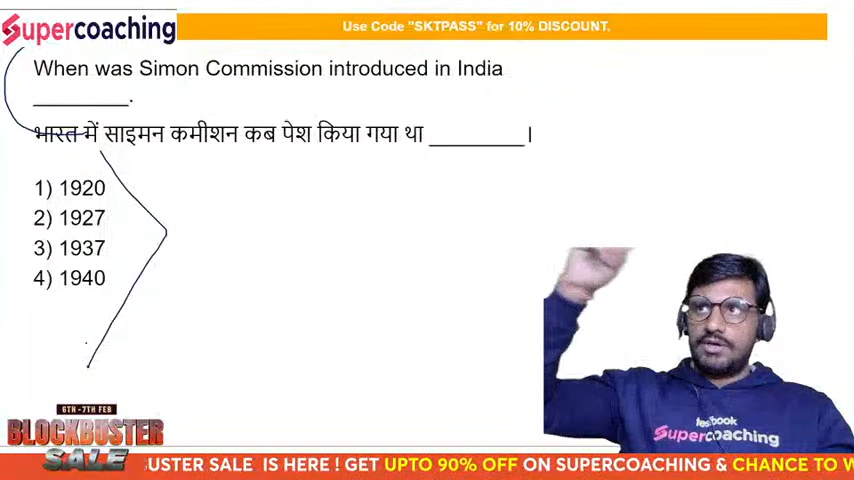 Supercoaching
Use Code "SKTPASS" for 10% DISCOUNT.
When was Simon Commission introduced in India
________.
भारत में साइमन कमीशन कब पेश किया गया था ________।
1) 1920
2) 1927
3) 1937
4) 1940
testbook
Supercoaching
6TH -7TH FEB
BLOCKBUSTER
SALE
BUSTER SALE IS HERE ! GET UPTO 90% OFF ON SUPERCOACHING & CHANCE TO W